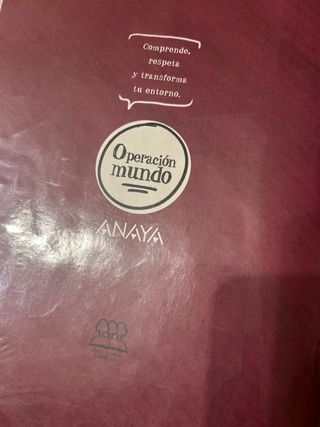 Comprende,
respeta
y transforma
tu entorno.
Operación
mundo
ANAYA